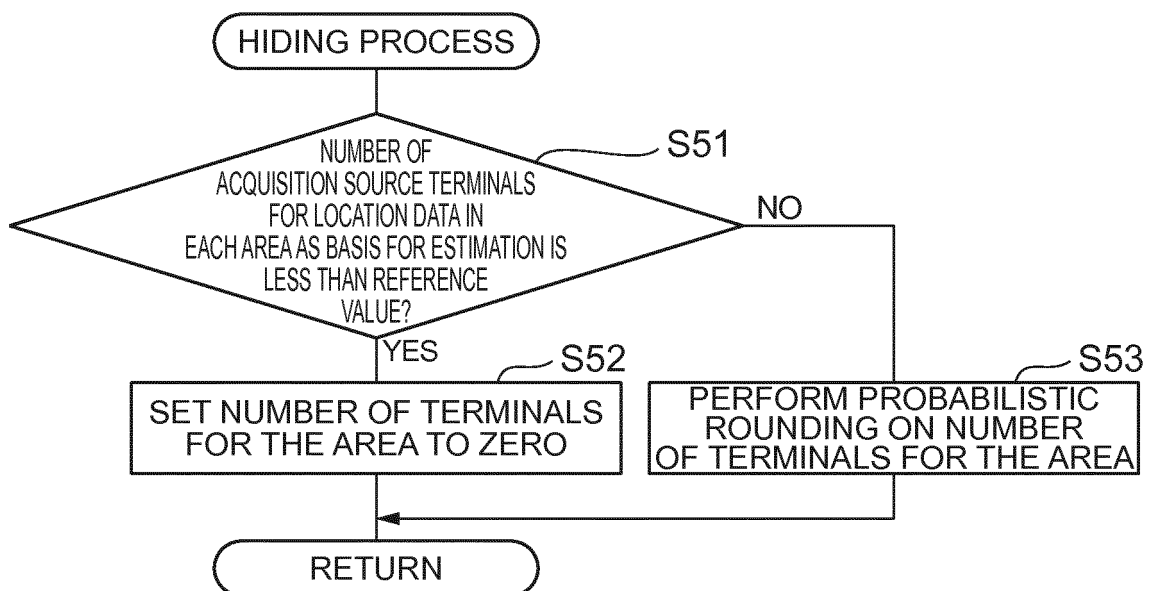 HIDING PROCESS
S51
NUMBER OF
ACQUISITION SOURCE TERMINALS
FOR LOCATION DATA IN
EACH AREA AS BASIS FOR ESTIMATION IS
LESS THAN REFERENCE
VALUE?
NO
YES
S52
SET NUMBER OF TERMINALS
FOR THE AREA TO ZERO
S53
PERFORM PROBABILISTIC
ROUNDING ON NUMBER
OF TERMINALS FOR THE AREA
RETURN